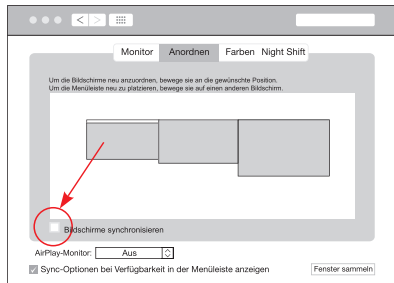 Monitor Anordnen Farben Night Shift
Um die Bildschirme neu anzuordnen, bewege sie an die gewünschte Position.
Um die Menüleiste neu zu platzieren, bewege sie auf einen anderen Bildschirm.
Bildschirme synchronisieren
AirPlay-Monitor: Aus
Sync-Optionen bei Verfügbarkeit in der Menüleiste anzeigen Fenster sammeln